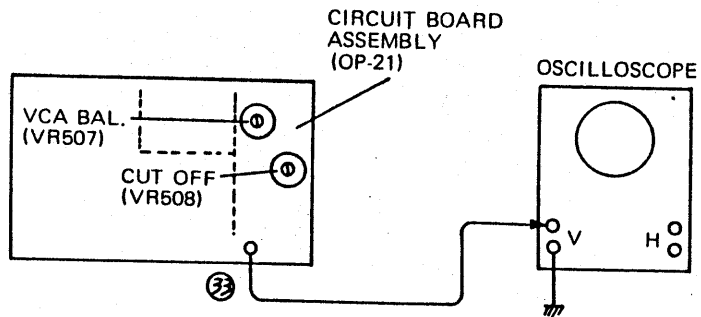 CIRCUIT BOARD
ASSEMBLY
(OP-21)
OSCILLOSCOPE
VCA BAL.
(VR507)
CUT OFF
(VR508)
V
H
33